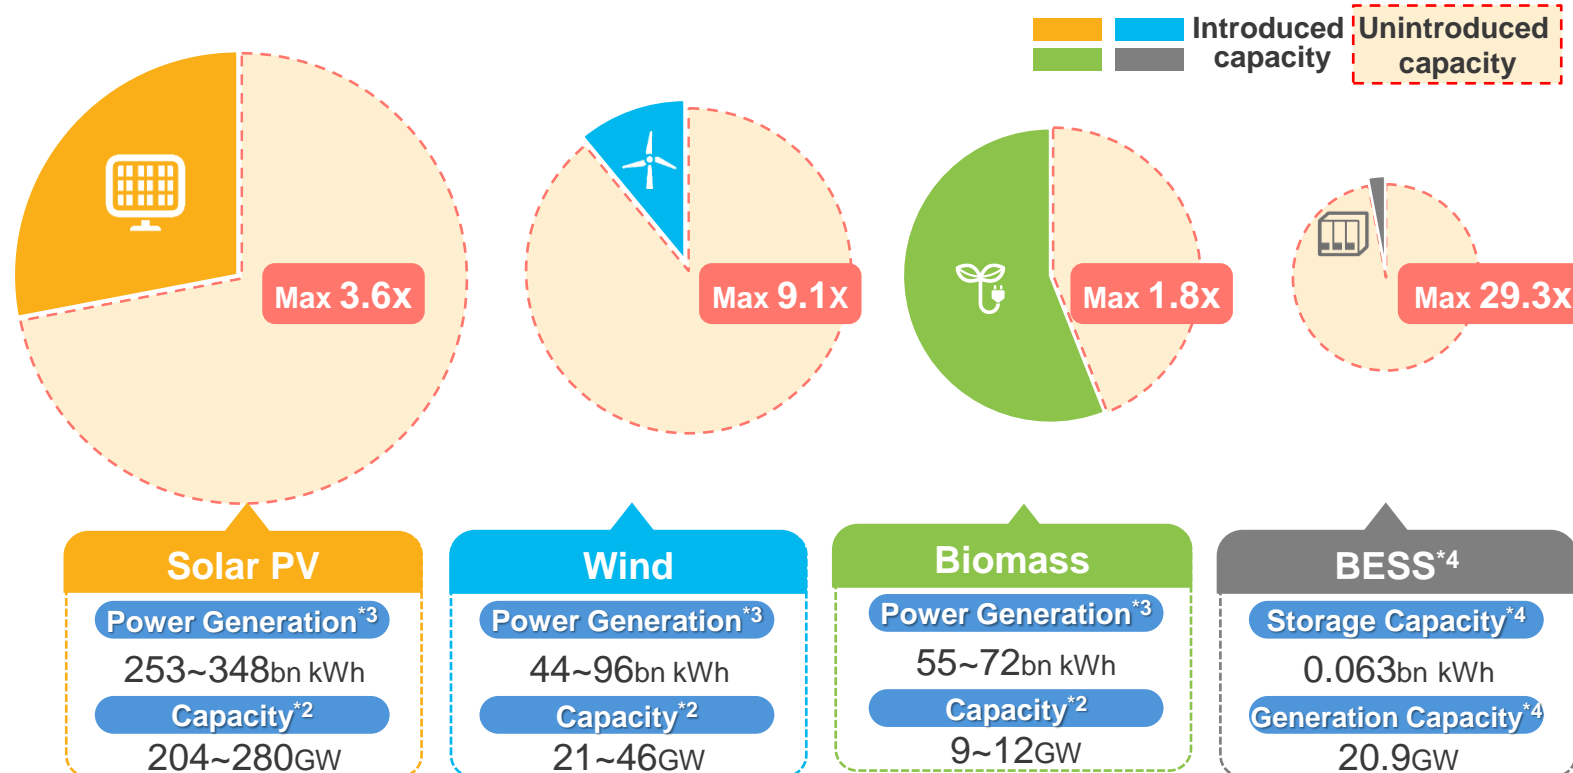 Introduced capacity
Unintroduced capacity
Max 3.6x
Max 9.1x
Max 1.8x
Max 29.3x
Solar PV
Power Generation*3
253~348bn kWh
Capacity*2
204~280GW
Wind
Power Generation*3
44~96bn kWh
Capacity*2
21~46GW
Biomass
Power Generation*3
55~72bn kWh
Capacity*2
9~12GW
BESS*4
Storage Capacity*4
0.063bn kWh
Generation Capacity*4
20.9GW